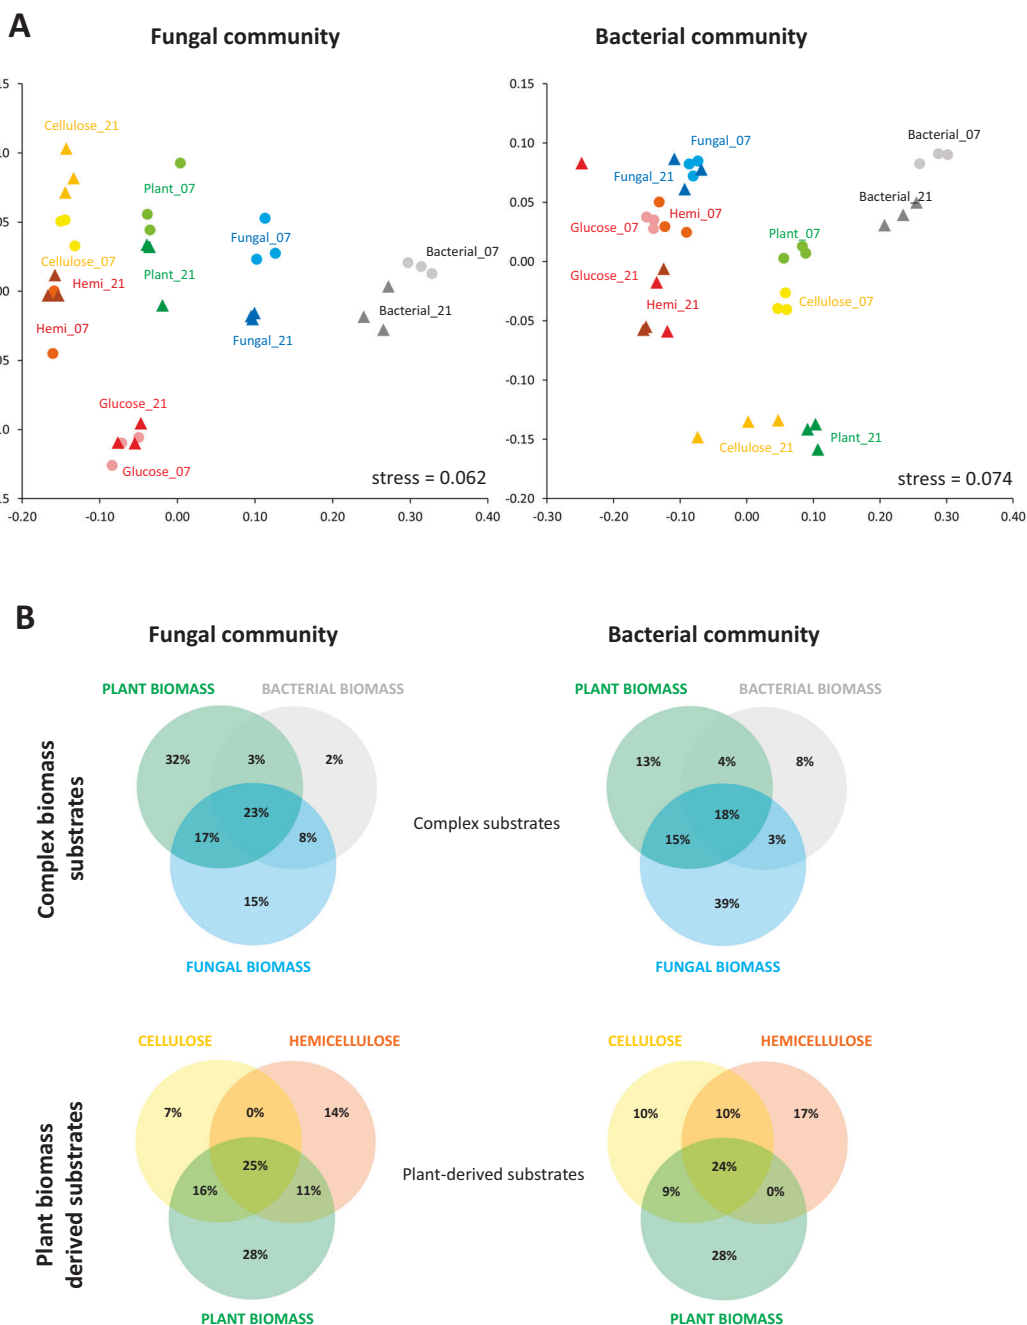 A
Fungal community
Bacterial community
15
10
05
00
05
10
15
-0.20
-0.10
0.00
0.10
0.20
0.30
0.40
Cellulose_21
Plant_07
Cellulose_07
Hemi_21
Hemi_07
Plant_21
Fungal_07
Fungal_21
Bacterial_07
Bacterial_21
Glucose_21
Glucose_07
stress = 0.062
0.15
0.10
0.05
0.00
-0.05
-0.10
-0.15
-0.20
-0.30
-0.20
-0.10
0.00
0.10
0.20
0.30
0.40
Fungal_07
Fungal_21
Bacterial_07
Bacterial_21
Hemi_07
Glucose_07
Plant_07
Glucose_21
Hemi_21
Cellulose_07
Cellulose_21
Plant_21
stress = 0.074
B
Fungal community
Bacterial community
Complex biomass
substrates
PLANT BIOMASS
BACTERIAL BIOMASS
32%
3%
2%
23%
17%
8%
15%
FUNGAL BIOMASS
Complex substrates
PLANT BIOMASS
BACTERIAL BIOMASS
13%
4%
8%
18%
15%
3%
39%
FUNGAL BIOMASS
Plant biomass
derived substrates
CELLULOSE
HEMICELLULOSE
7%
0%
14%
25%
16%
11%
28%
PLANT BIOMASS
Plant-derived substrates
CELLULOSE
HEMICELLULOSE
10%
10%
17%
24%
9%
0%
28%
PLANT BIOMASS